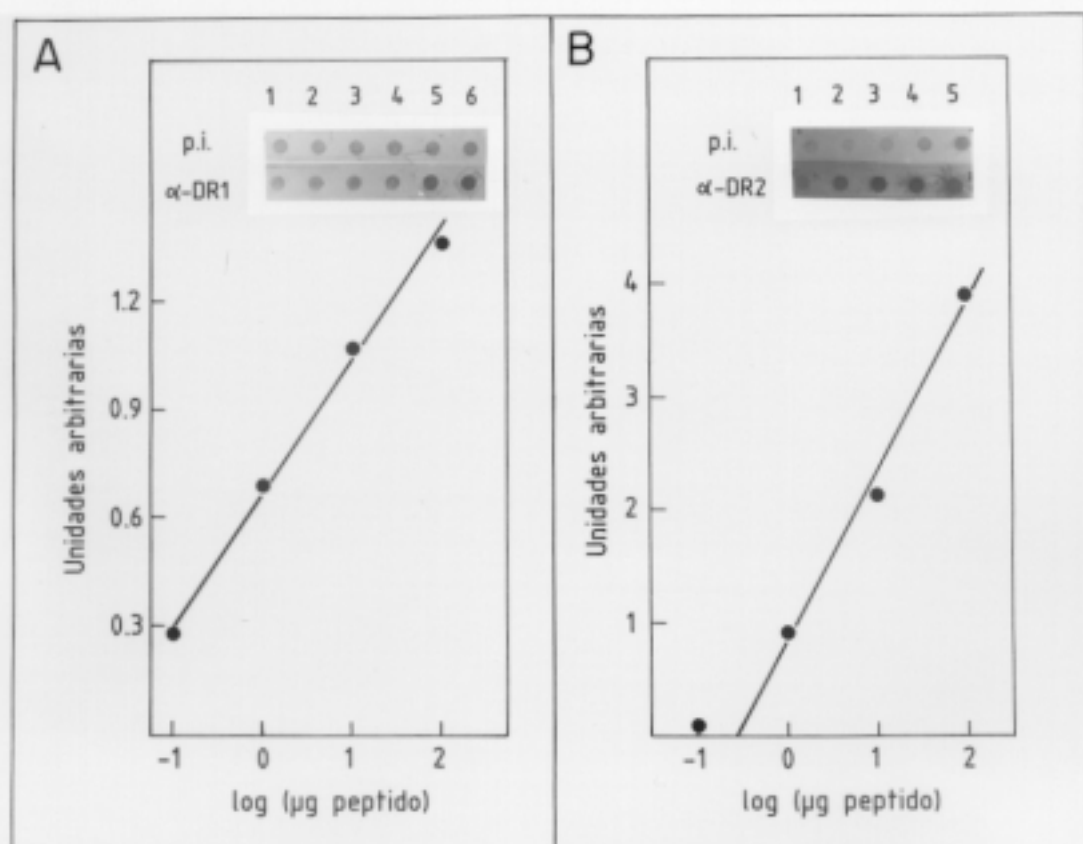 A
1 2 3 4 5 6
p.i.
α-DR1
1.2
0.9
0.6
0.3
Unidades arbitrarias
-1 0 1 2
log (µg peptido)
B
1 2 3 4 5
p.i.
α-DR2
4
3
2
1
Unidades arbitrarias
-1 0 1 2
log (µg peptido)